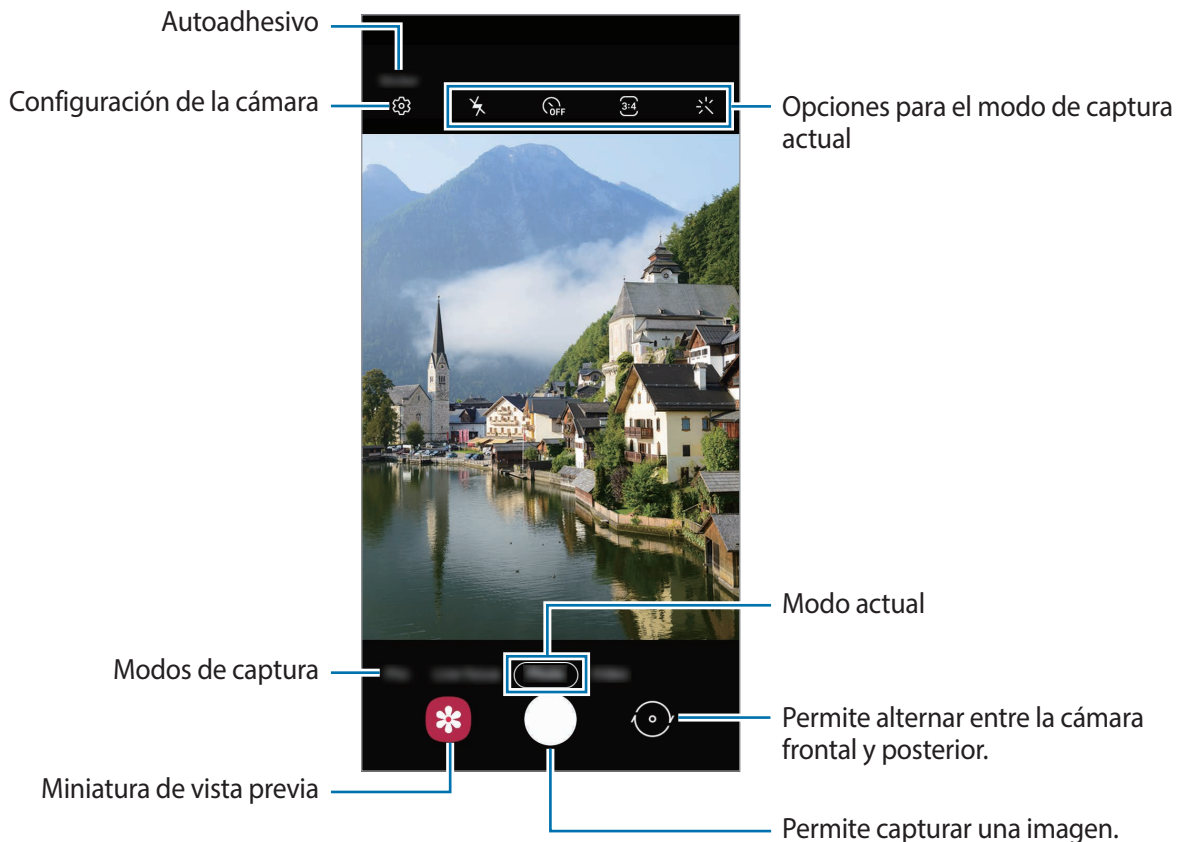 Autoadhesivo
Configuración de la cámara
OFF
3:4
Opciones para el modo de captura
actual
Modo actual
Modos de captura
Permite alternar entre la cámara
frontal y posterior.
Miniatura de vista previa
Permite capturar una imagen.